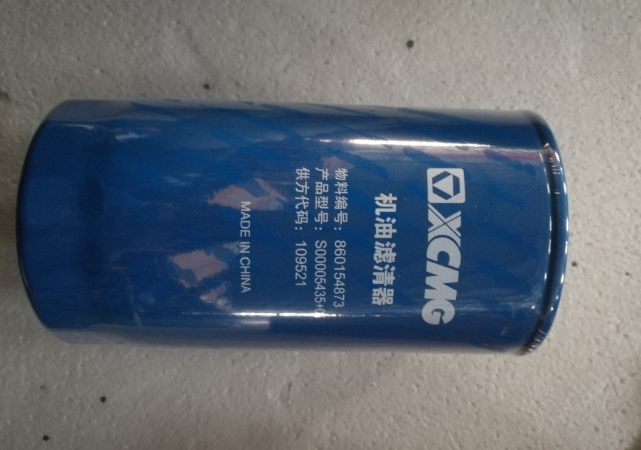 XCMG
机油滤清器
物料编号：860154873
产品型号：S00005435+
供方代码：109521
MADE IN CHINA